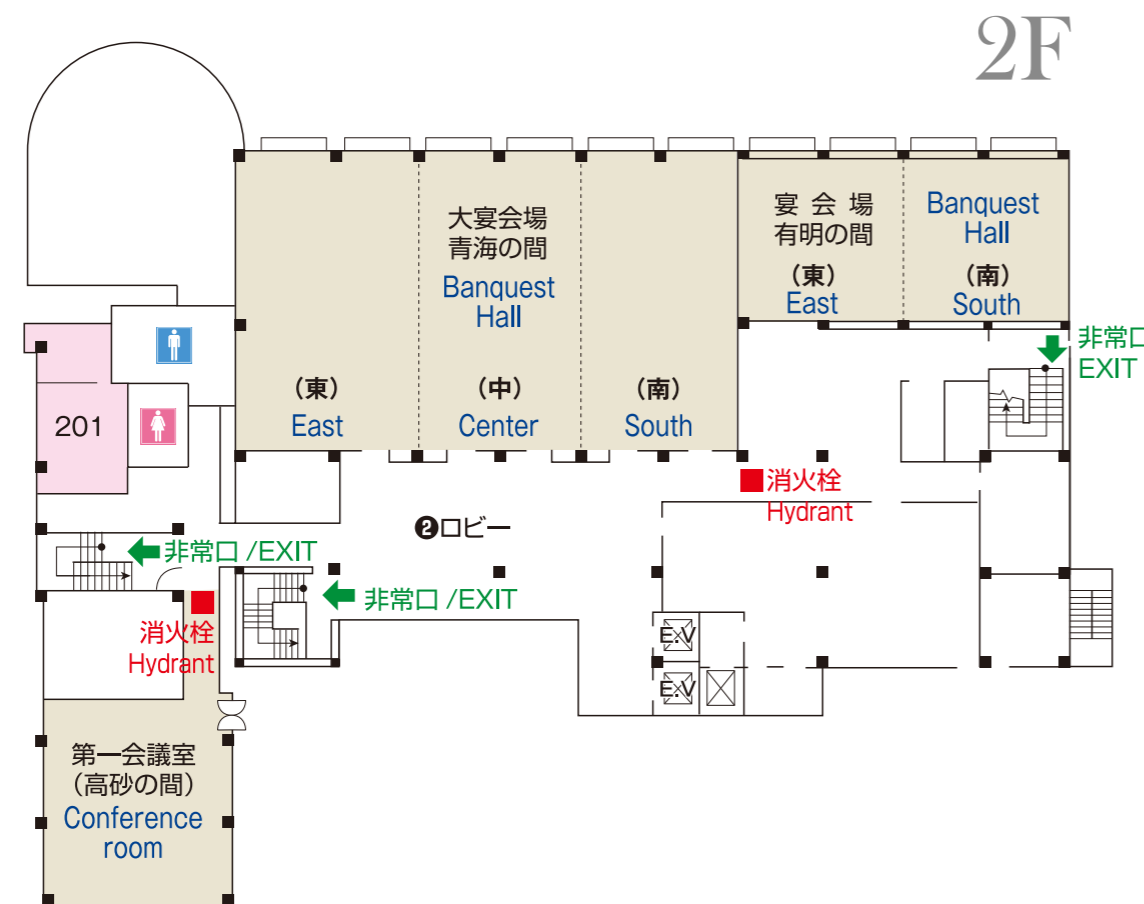 2F
大宴会場
青海の間
Banquest
Hall
(東)
East
(中)
Center
(南)
South
宴会場
有明の間
(東)
East
Banquest
Hall
(南)
South
非常口
EXIT
201
消火栓
Hydrant
❷ロビー
非常口/EXIT
非常口/EXIT
消火栓
Hydrant
E.V
E.V
第一会議室
(高砂の間)
Conference
room